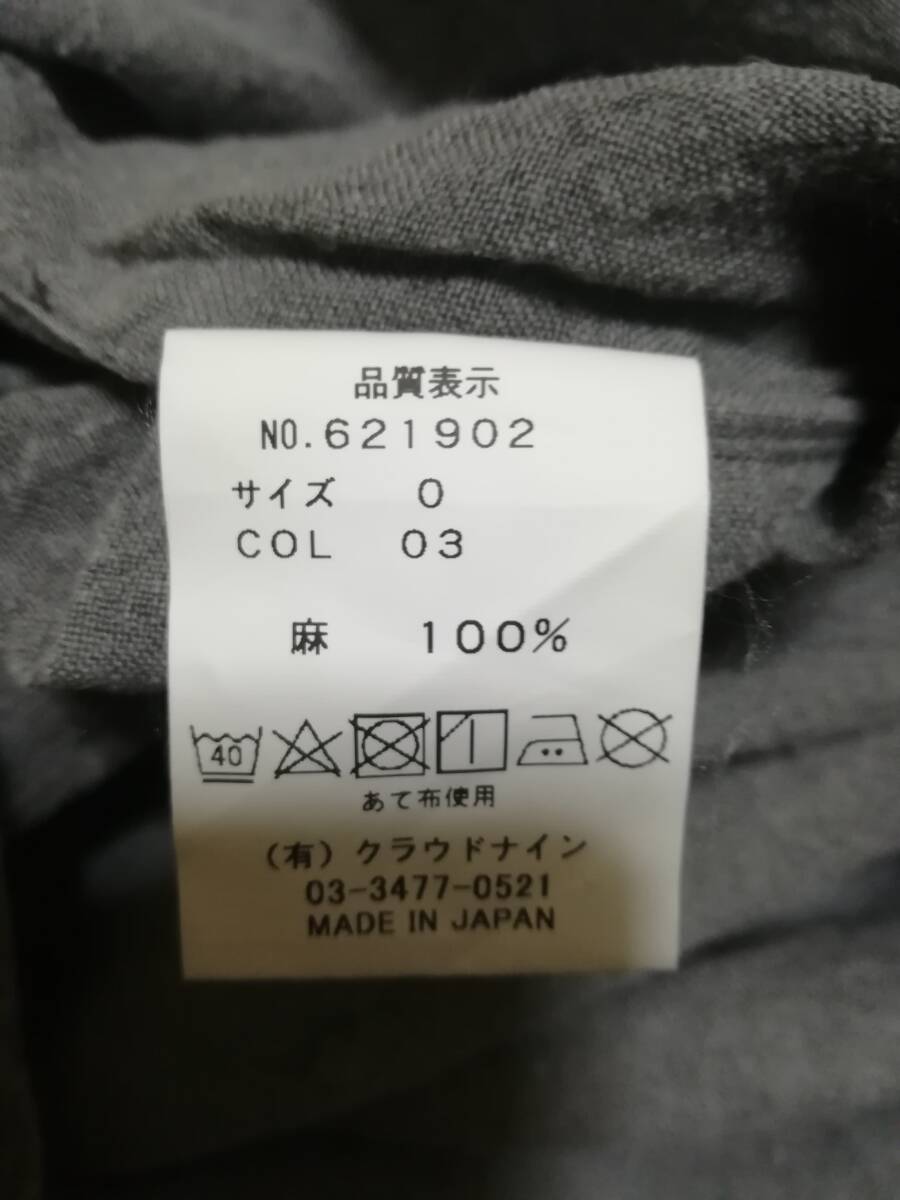 品質表示
NO.621902
サイズ 0
COL 03
麻 100%
40
あて布使用
(有)クラウドナイン
03-3477-0521
MADE IN JAPAN